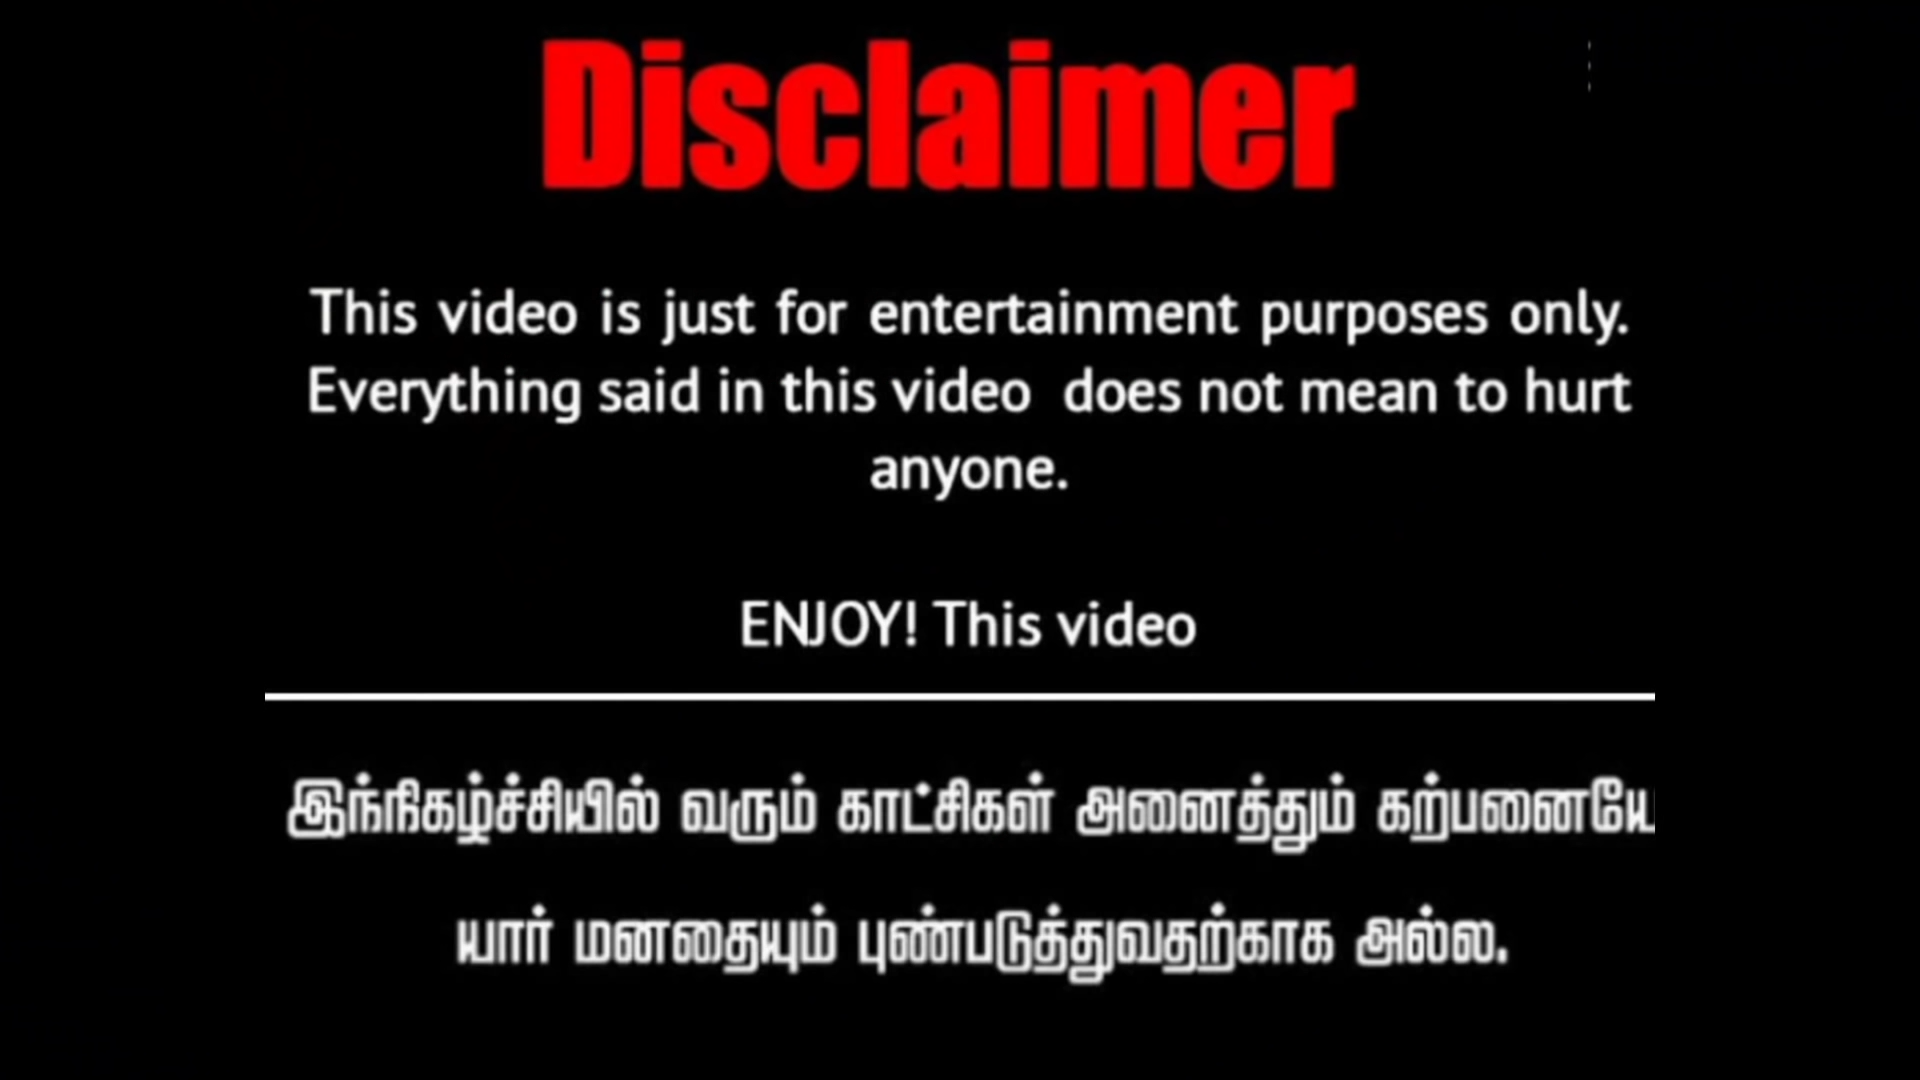 Disclaimer
This video is just for entertainment purposes only.
Everything said in this video does not mean to hurt
anyone.
ENJOY! This video
இந்நிகழ்ச்சியில் வரும் காட்சிகள் அனைத்தும் கற்பனையே
யார் மனதையும் புண்படுத்துவதற்காக அல்ல.